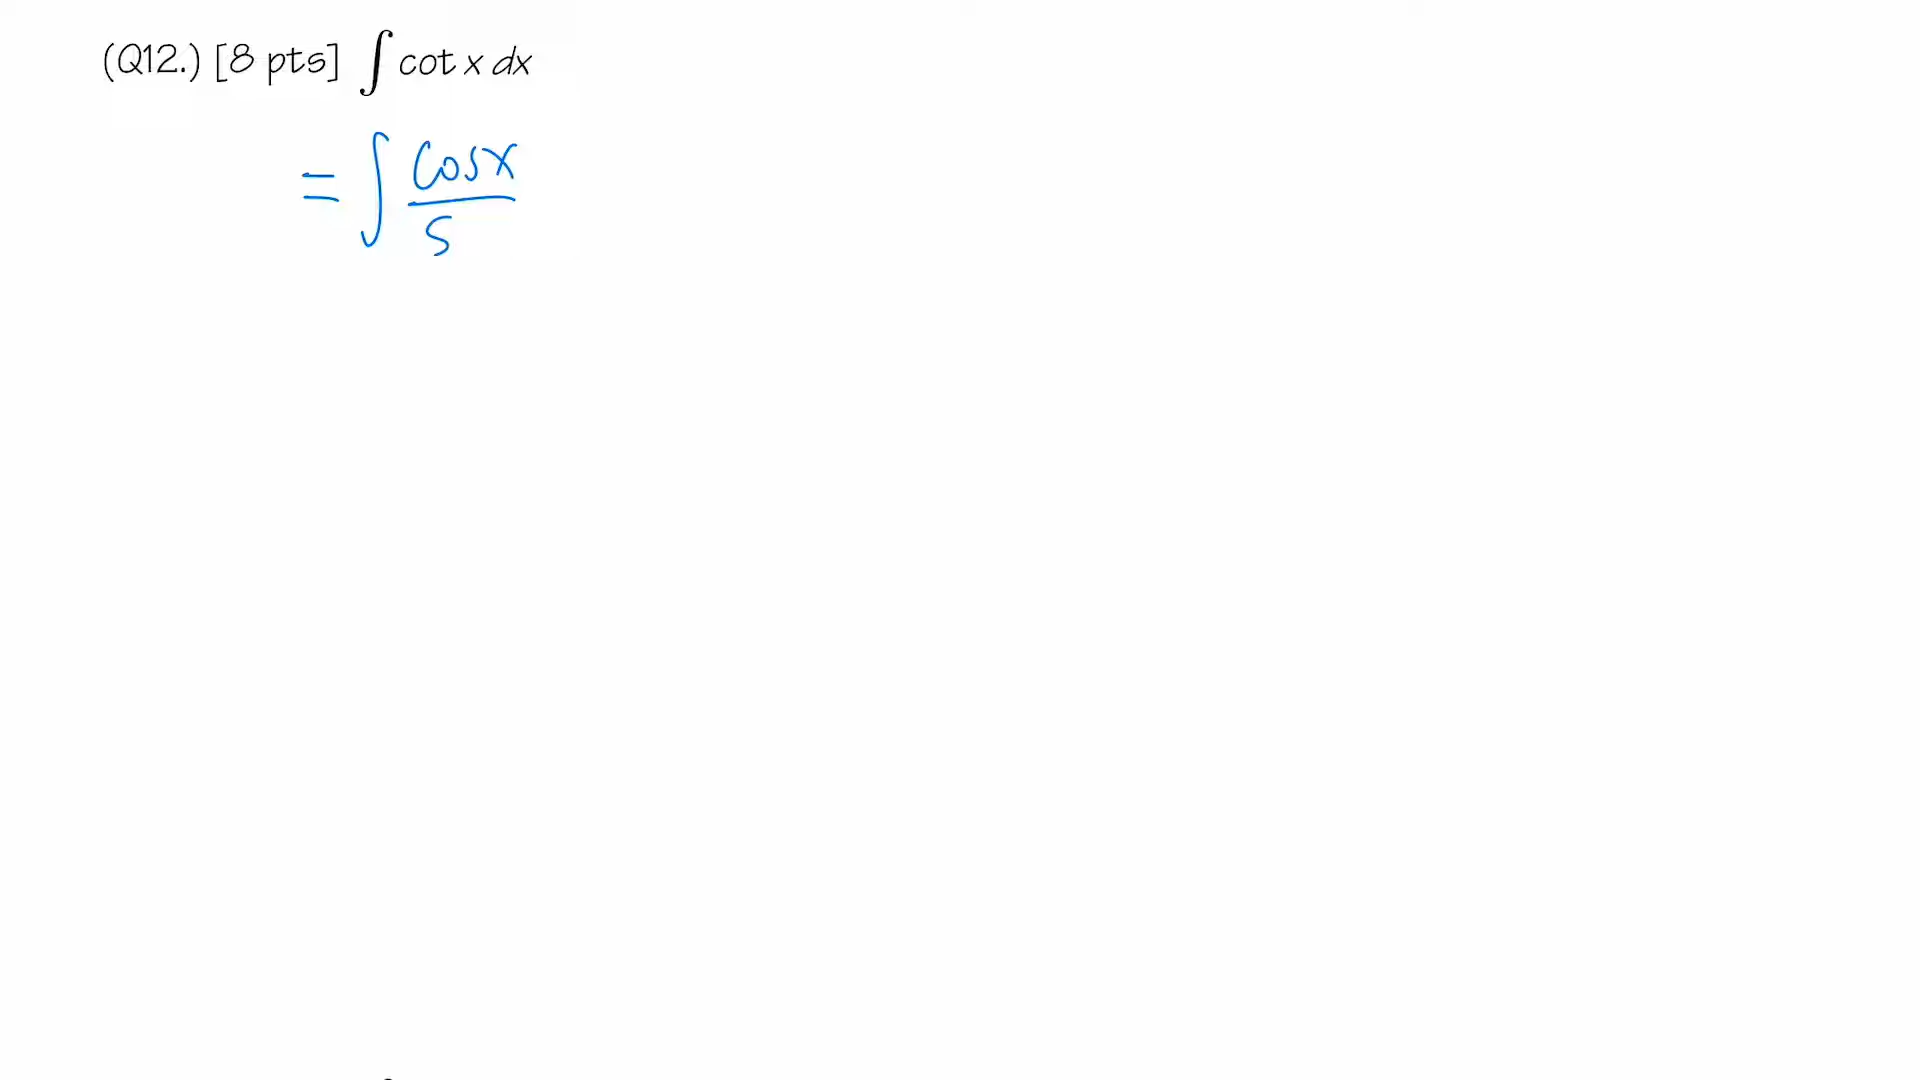 (Q12.) [8 pts] ∫ cot x dx
= ∫ cosx / s